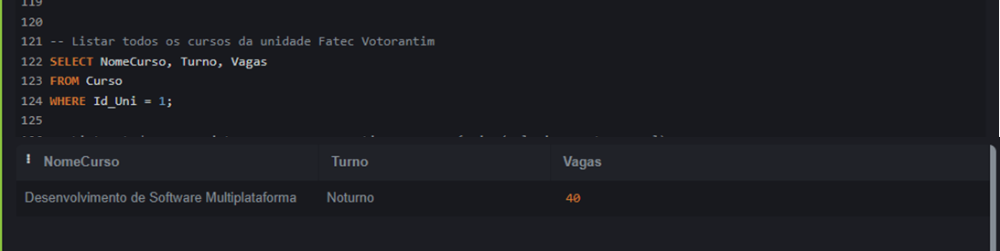 119
120
121 -- Listar todos os cursos da unidade Fatec Votorantim
122 SELECT NomeCurso, Turno, Vagas
123 FROM Curso
124 WHERE Id_Uni = 1;
125
NomeCurso Turno Vagas
Desenvolvimento de Software Multiplataforma Noturno 40